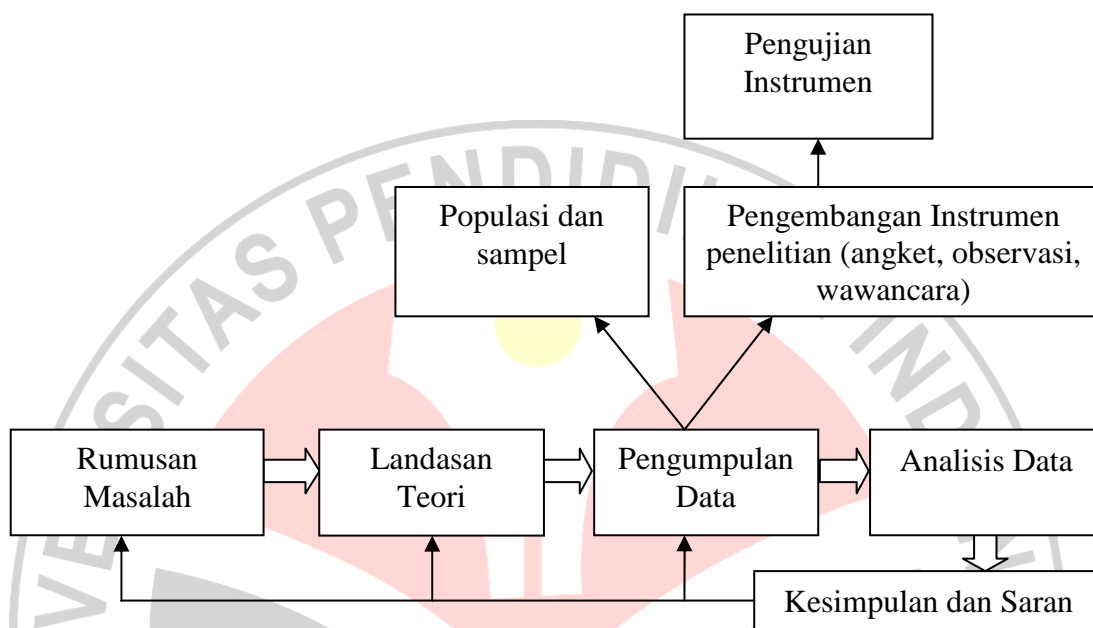 Pengujian
Instrumen
Populasi dan
sampel
Pengembangan Instrumen
penelitian (angket, observasi,
wawancara)
Rumusan
Masalah
Landasan
Teori
Pengumpulan
Data
Analisis Data
Kesimpulan dan Saran